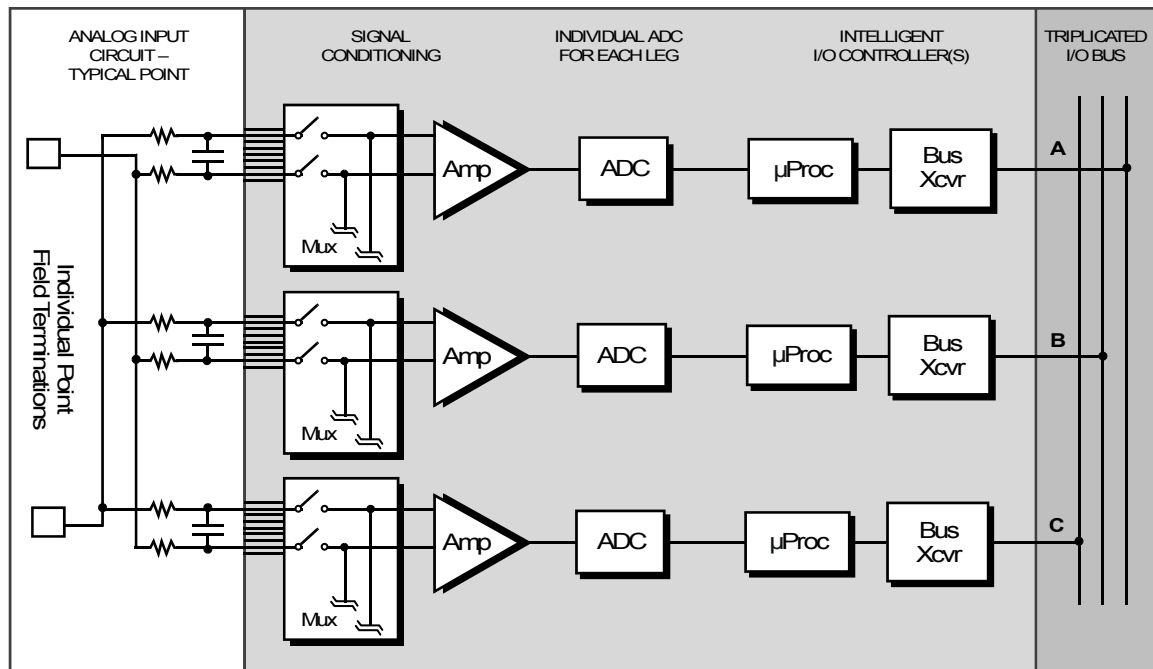 ANALOG INPUT
CIRCUIT –
TYPICAL POINT
SIGNAL
CONDITIONING
INDIVIDUAL ADC
FOR EACH LEG
INTELLIGENT
I/O CONTROLLER(S)
TRIPLICATED
I/O BUS
Individual Point
Field Terminations
Mux
Amp
ADC
µProc
Bus
Xcvr
A
Mux
Amp
ADC
µProc
Bus
Xcvr
B
Mux
Amp
ADC
µProc
Bus
Xcvr
C